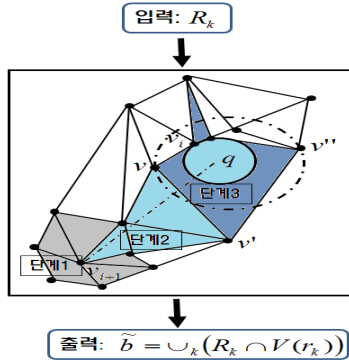 입력: R_k
v_i
q
v''
v
단계3
단계2
v'
단계1
v_{i+1}
출력: \widetilde{b} = ∪_k(R_k ∩ V(r_k))